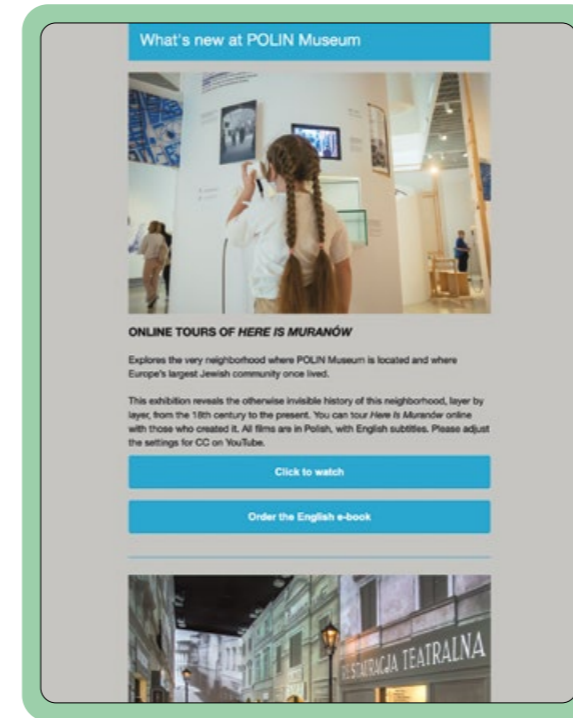 What's new at POLIN Museum
ONLINE TOURS OF HERE IS MURANÓW
Explores the very neighborhood where POLIN Museum is located and where
Europe's largest Jewish community once lived.
This exhibition reveals the otherwise invisible history of this neighborhood, layer by
layer, from the 18th century to the present. You can tour Here Is Muranów online
with those who created it. All films are in Polish, with English subtitles. Please adjust
the settings for CC on YouTube.
Click to watch
Order the English e-book
TEATRALNA